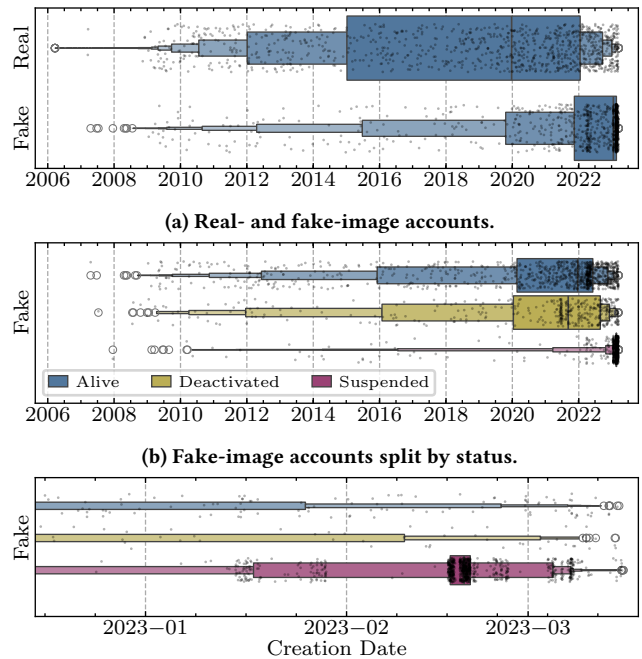 Real
Fake
2006 2008 2010 2012 2014 2016 2018 2020 2022
(a) Real- and fake-image accounts.
Fake
Alive Deactivated Suspended
2006 2008 2010 2012 2014 2016 2018 2020 2022
(b) Fake-image accounts split by status.
Fake
2023−01 2023−02 2023−03
Creation Date